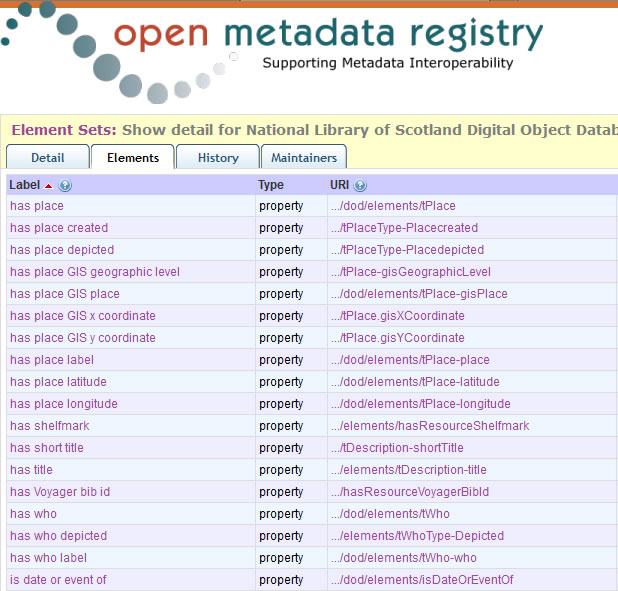 open metadata registry
Supporting Metadata Interoperability
Element Sets: Show detail for National Library of Scotland Digital Object Datab
Detail Elements History Maintainers
Label ? Type URI ?
has place property .../dod/elements/tPlace
has place created property .../tPlaceType-Placecreated
has place depicted property .../tPlaceType-Placedepicted
has place GIS geographic level property .../tPlace-gisGeographicLevel
has place GIS place property .../dod/elements/tPlace-gisPlace
has place GIS x coordinate property .../tPlace.gisXCoordinate
has place GIS y coordinate property .../tPlace.gisYCoordinate
has place label property .../dod/elements/tPlace-place
has place latitude property .../dod/elements/tPlace-latitude
has place longitude property .../dod/elements/tPlace-longitude
has shelfmark property .../elements/hasResourceShelfmark
has short title property .../tDescription-shortTitle
has title property .../elements/tDescription-title
has Voyager bib id property .../hasResourceVoyagerBibId
has who property .../dod/elements/tWho
has who depicted property .../elements/tWhoType-Depicted
has who label property .../dod/elements/tWho-who
is date or event of property .../dod/elements/isDateOrEventOf